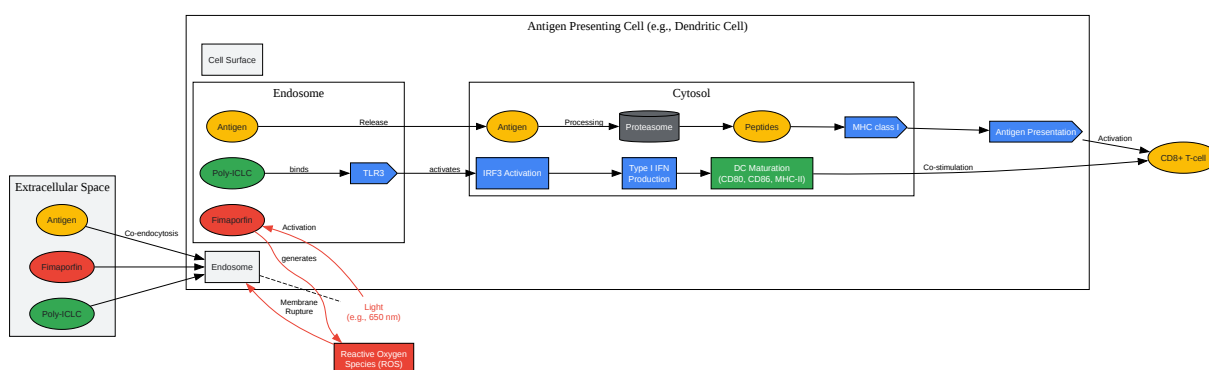 Antigen Presenting Cell (e.g., Dendritic Cell)
Cell Surface
Endosome
Cytosol
Antigen
Release
Antigen
Processing
Proteasome
Peptides
MHC class I
Antigen Presentation
Activation
CD8+ T-cell
Poly-ICLC
binds
TLR3
activates
IRF3 Activation
Type I IFN
Production
DC Maturation
(CD80, CD86, MHC-II)
Co-stimulation
Fimaporfin
Activation
generates
Extracellular Space
Antigen
Co-endocytosis
Fimaporfin
Poly-ICLC
Endosome
Membrane
Rupture
Light
(e.g., 650 nm)
Reactive Oxygen
Species (ROS)